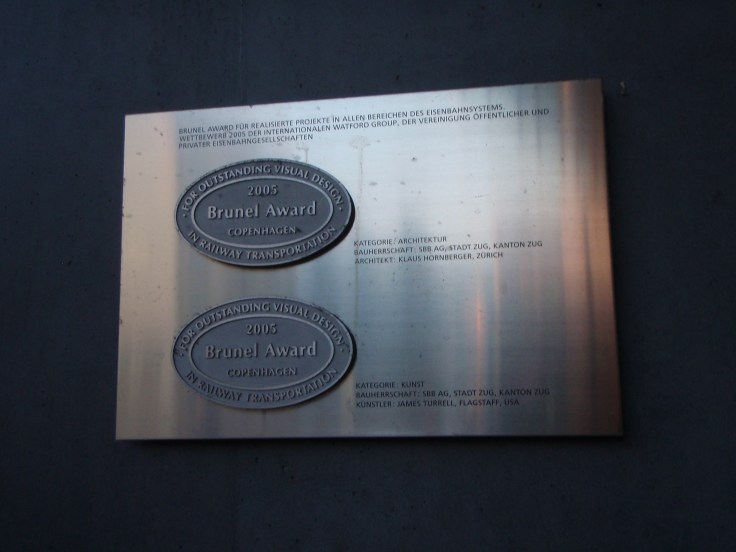 BRUNEL AWARD FÜR REALISIERTE PROJEKTE IN ALLEN BEREICHEN DES EISENBAHNSYSTEMS.
WETTBEWERB 2005 DER INTERNATIONALEN WATFORD GROUP, DER VEREINIGUNG ÖFFENTLICHER UND
PRIVATER EISENBAHNGESELLSCHAFTEN
· FOR OUTSTANDING VISUAL DESIGN ·
2005
Brunel Award
COPENHAGEN
IN RAILWAY TRANSPORTATION
KATEGORIE: ARCHITEKTUR
BAUHERRSCHAFT: SBB AG, STADT ZUG, KANTON ZUG
ARCHITEKT: KLAUS HORNBERGER, ZÜRICH
· FOR OUTSTANDING VISUAL DESIGN ·
2005
Brunel Award
COPENHAGEN
IN RAILWAY TRANSPORTATION
KATEGORIE: KUNST
BAUHERRSCHAFT: SBB AG, STADT ZUG, KANTON ZUG
KÜNSTLER: JAMES TURRELL, FLAGSTAFF, USA